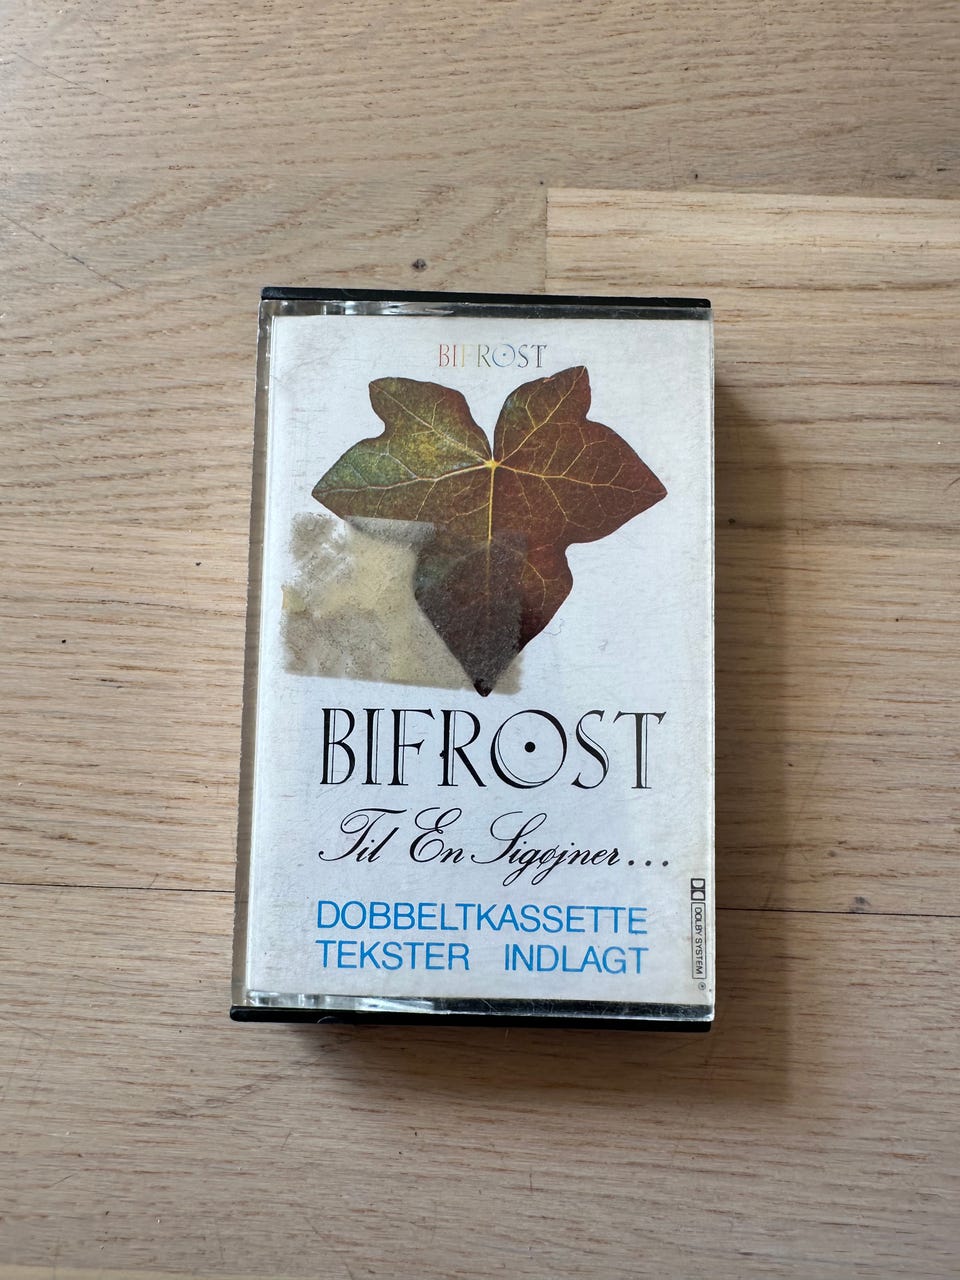 BIFROST
BIFROST
Til En Sigøjner...
DOBBELTKASSETTE
TEKSTER INDLAGT
DOLBY SYSTEM ®